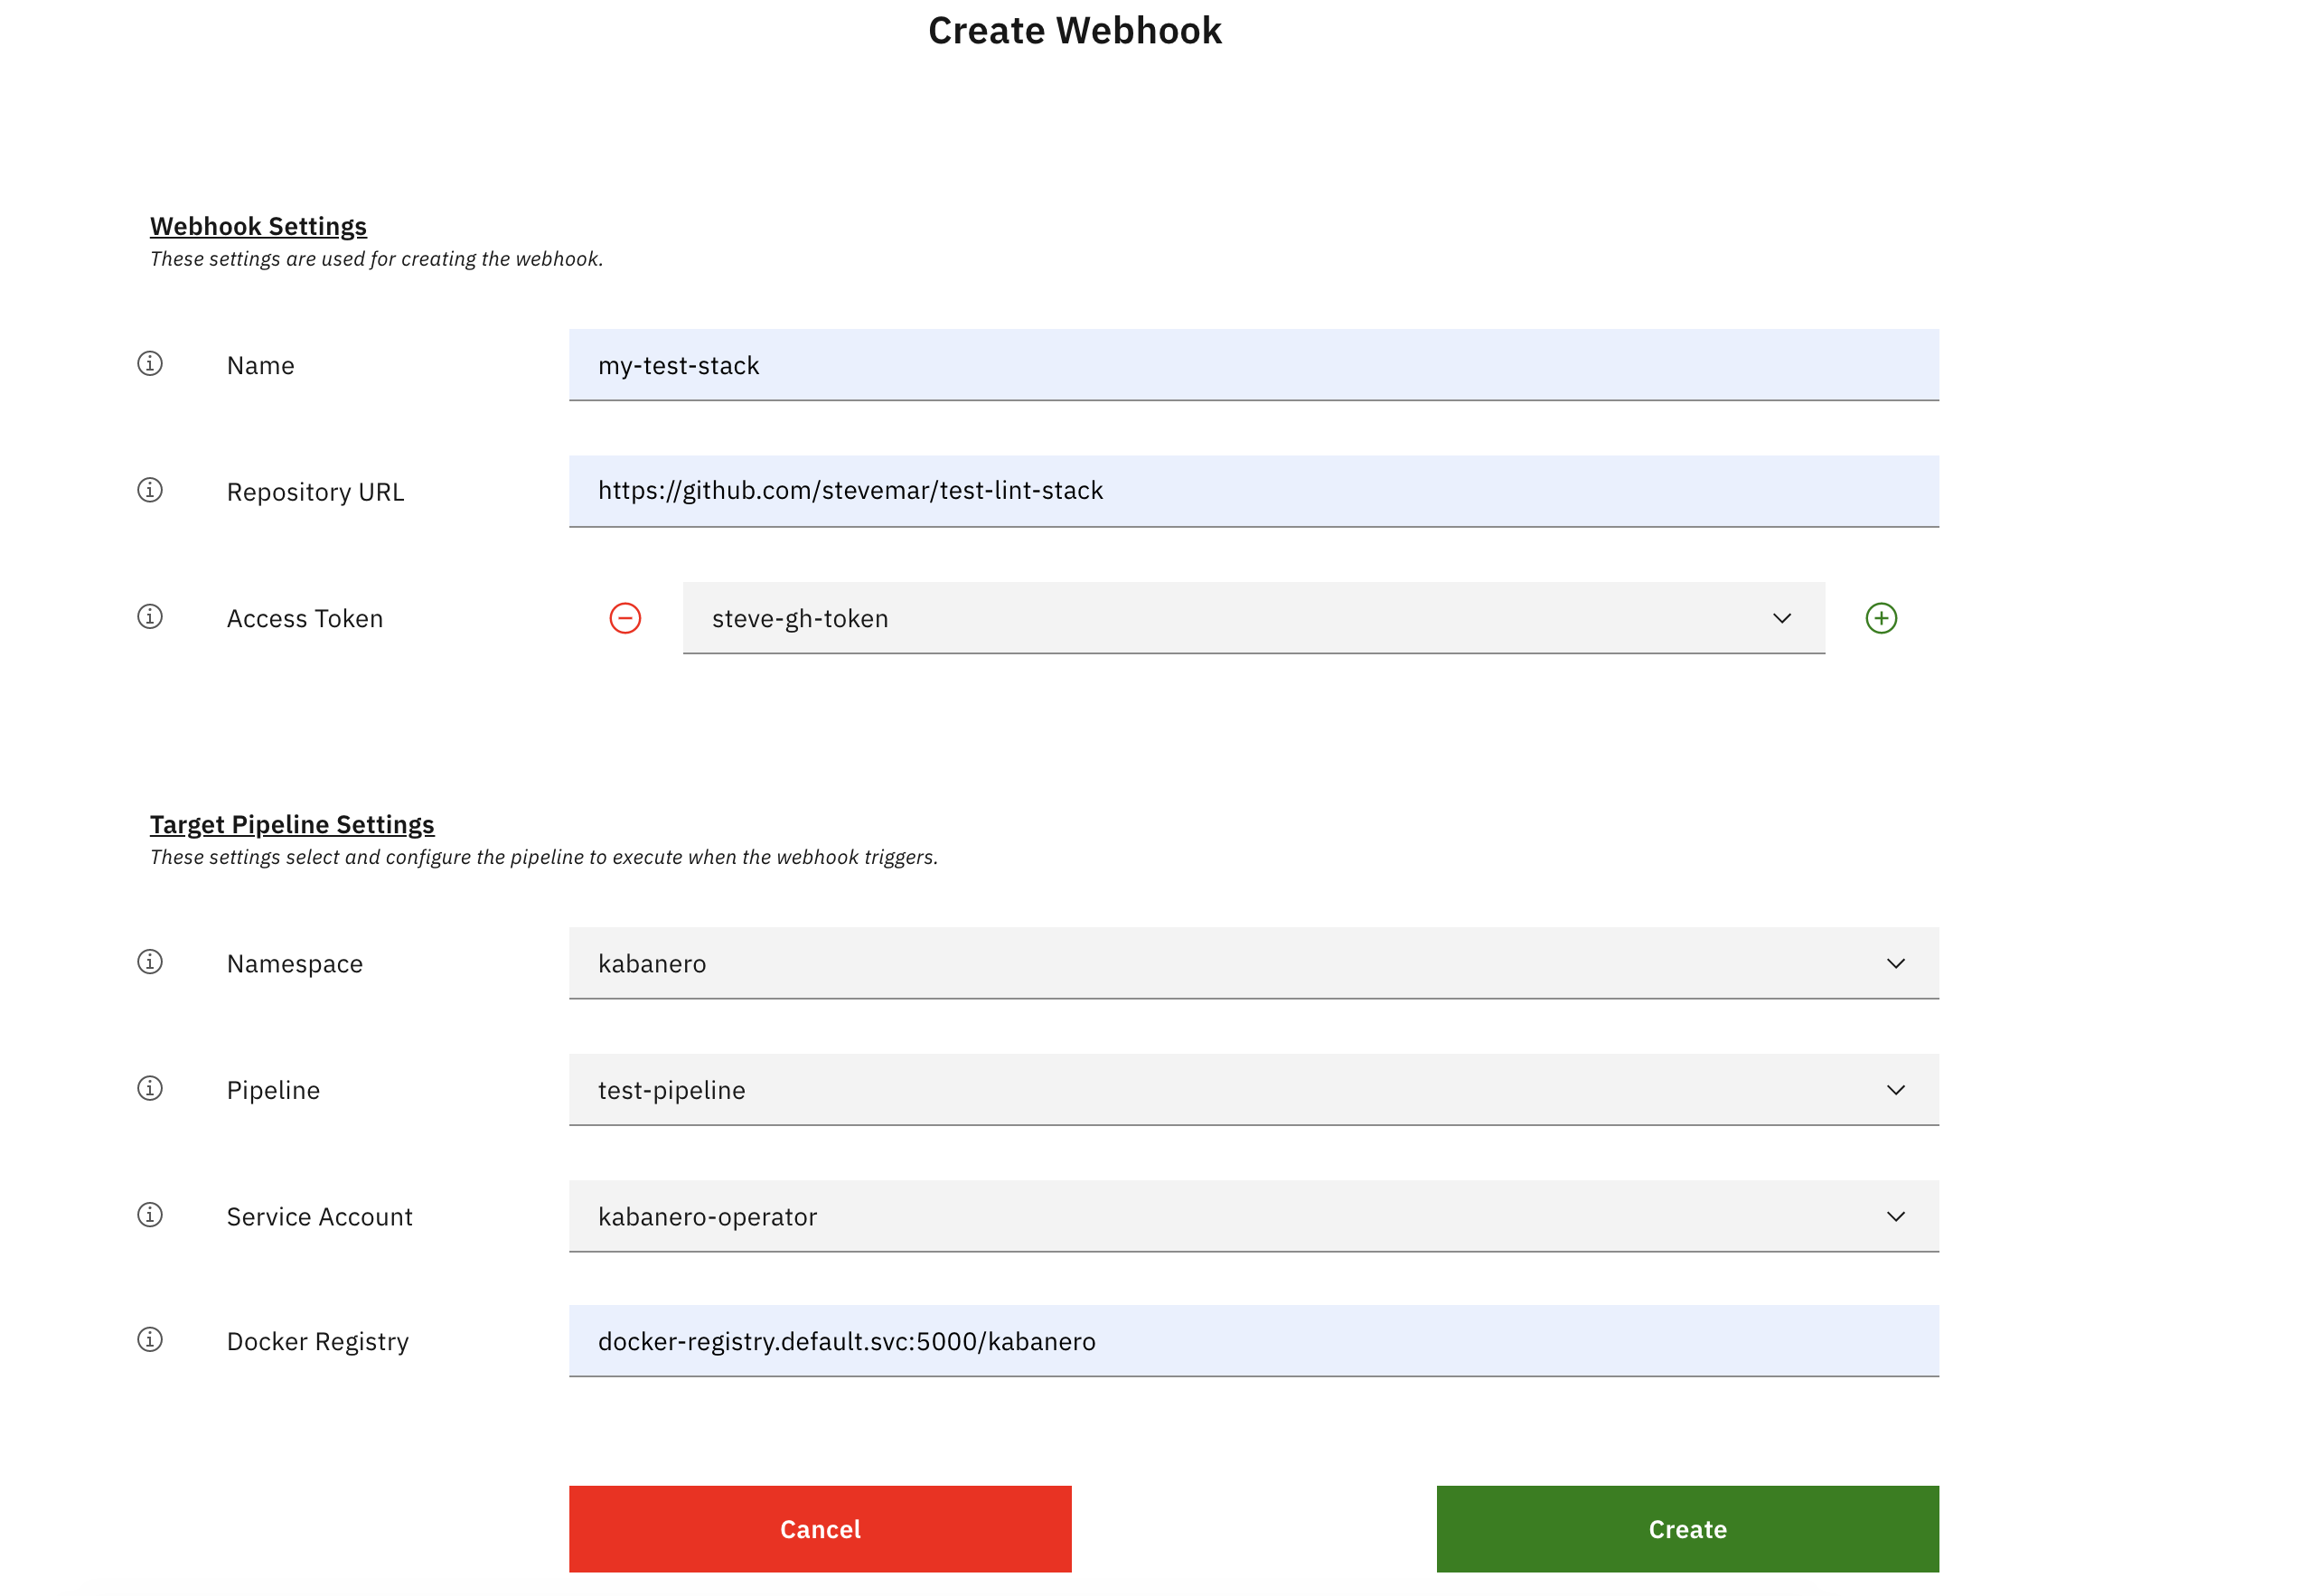 Create Webhook
Webhook Settings
These settings are used for creating the webhook.
Name
my-test-stack
Repository URL
https://github.com/stevemar/test-lint-stack
Access Token
steve-gh-token
Target Pipeline Settings
These settings select and configure the pipeline to execute when the webhook triggers.
Namespace
kabanero
Pipeline
test-pipeline
Service Account
kabanero-operator
Docker Registry
docker-registry.default.svc:5000/kabanero
Cancel
Create